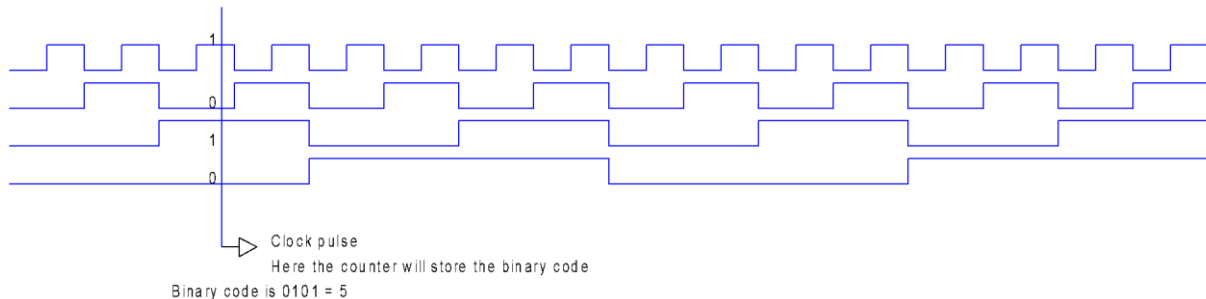 1
0
1
0
Clock pulse
Here the counter will store the binary code
Binary code is 0101 = 5